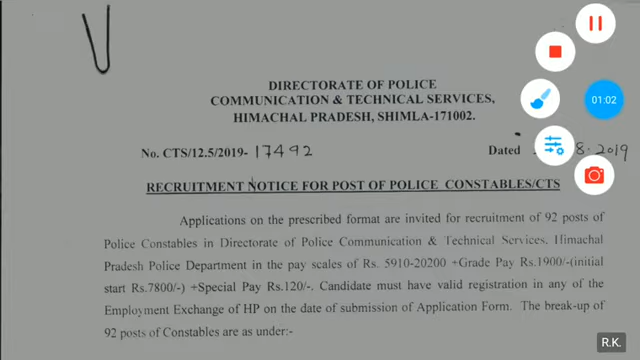 DIRECTORATE OF POLICE
COMMUNICATION & TECHNICAL SERVICES,
HIMACHAL PRADESH, SHIMLA-171002.
No. CTS/12.5/2019- 17492 Dated 8.2019
RECRUITMENT NOTICE FOR POST OF POLICE CONSTABLES/CTS
Applications on the prescribed format are invited for recruitment of 92 posts of
Police Constables in Directorate of Police Communication & Technical Services, Himachal
Pradesh Police Department in the pay scales of Rs. 5910-20200 +Grade Pay Rs.1900/-(initial
start Rs.7800/-) +Special Pay Rs.120/-. Candidate must have valid registration in any of the
Employment Exchange of HP on the date of submission of Application Form. The break-up of
92 posts of Constables are as under:-
01:02
R.K.